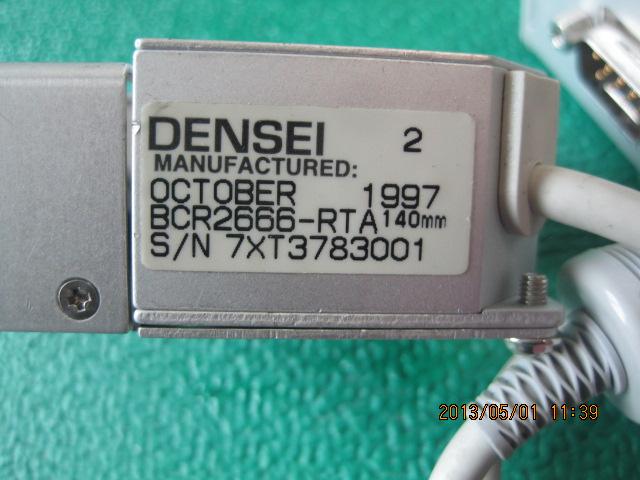 DENSEI 2
MANUFACTURED:
OCTOBER 1997
BCR2666-RTA 140mm
S/N 7XT3783001
2013/05/01 11:39